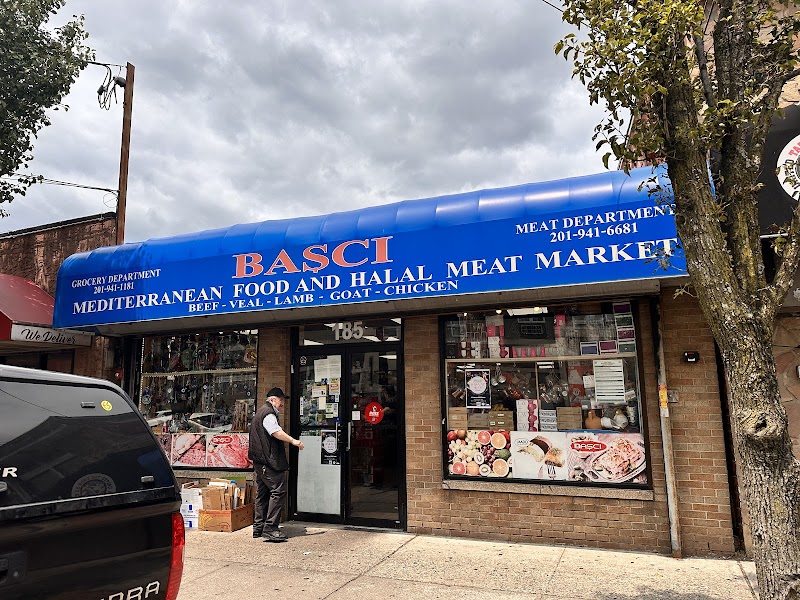 BAŞCI
GROCERY DEPARTMENT
201-941-1181
MEAT DEPARTMENT
201-941-6681
MEDITERRANEAN FOOD AND HALAL MEAT MARKET
BEEF - VEAL - LAMB - GOAT - CHICKEN
185
We Deliver
BAŞCI
BAŞCI